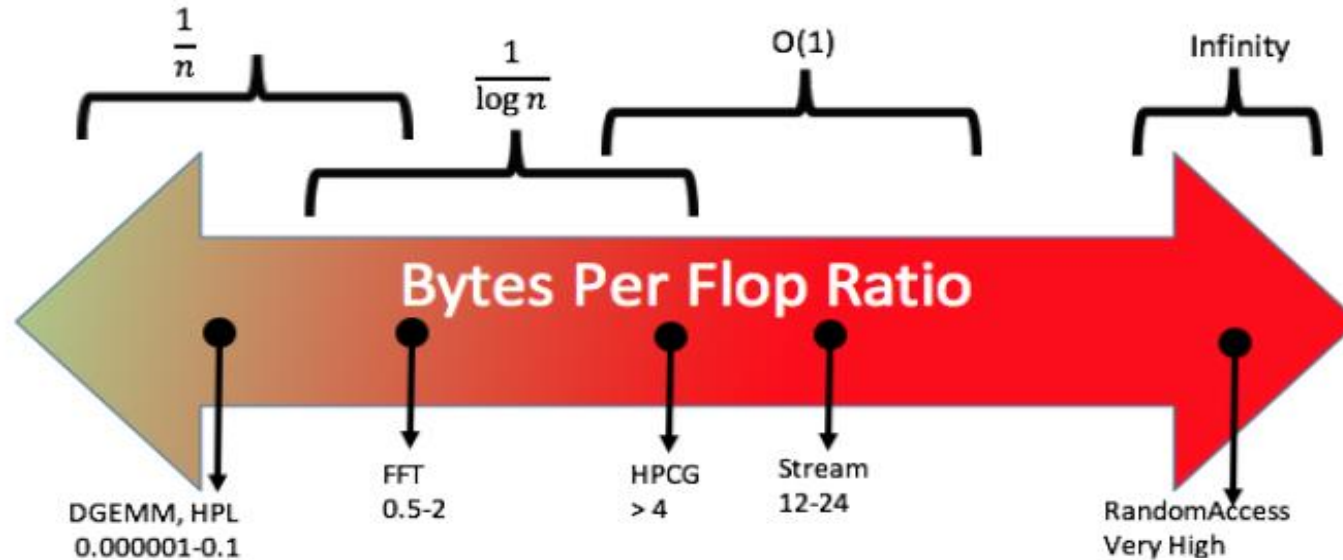 1
n
1
log n
O(1)
Infinity
Bytes Per Flop Ratio
DGEMM, HPL
0.000001-0.1
FFT
0.5-2
HPCG
> 4
Stream
12-24
RandomAccess
Very High